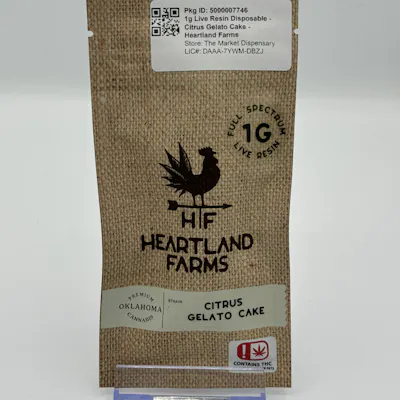 Pkg ID: 5000007746
1g Live Resin Disposable -
Citrus Gelato Cake -
Heartland Farms
Store: The Market Dispensary
LIC#: DAAA-7YWM-DBZJ
FULL SPECTRUM
1G
LIVE RESIN
H F
HEARTLAND
FARMS
PREMIUM
OKLAHOMA
CANNABIS
STRAIN
CITRUS
GELATO CAKE
CONTAINS THC